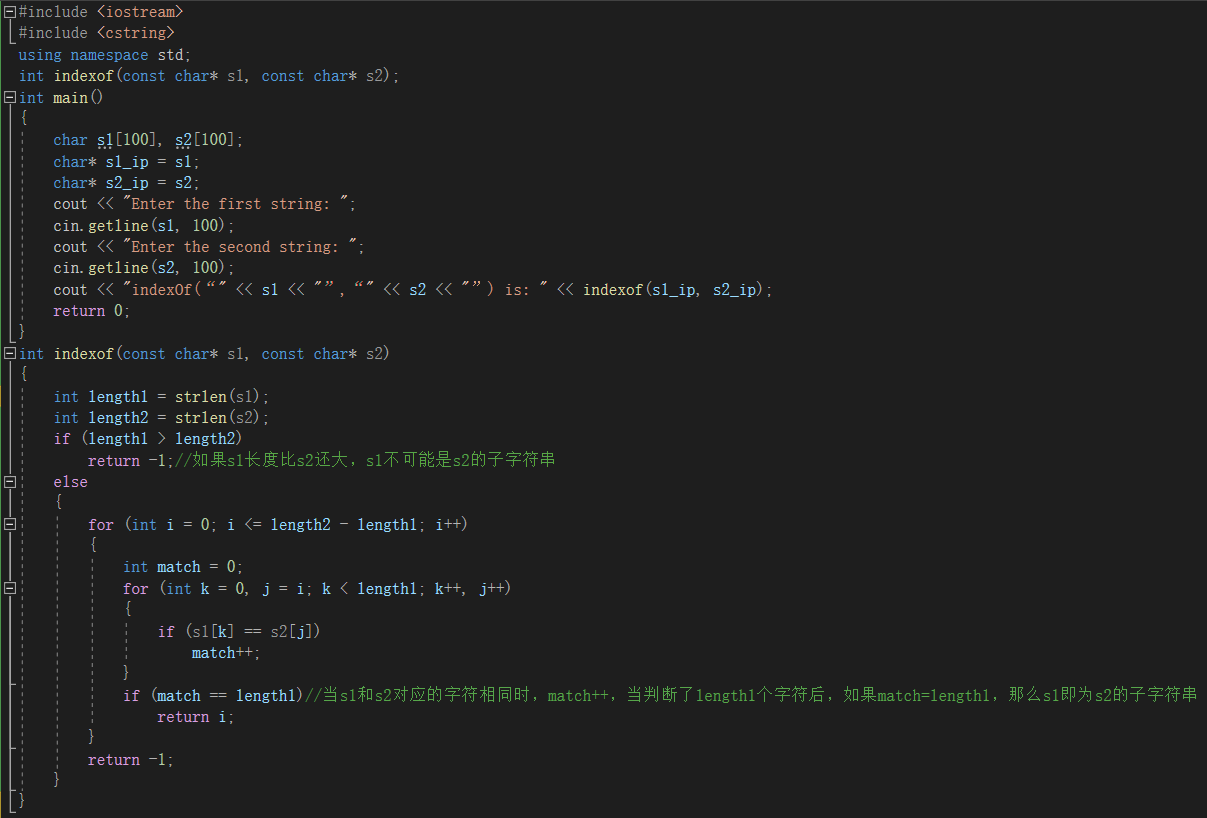 #include <iostream>
#include <cstring>
using namespace std;
int indexof(const char* s1, const char* s2);
int main()
{
    char s1[100], s2[100];
    char* s1_ip = s1;
    char* s2_ip = s2;
    cout << "Enter the first string: ";
    cin.getline(s1, 100);
    cout << "Enter the second string: ";
    cin.getline(s2, 100);
    cout << "indexOf(“" << s1 << "”,“" << s2 << "”) is: " << indexof(s1_ip, s2_ip);
    return 0;
}
int indexof(const char* s1, const char* s2)
{
    int length1 = strlen(s1);
    int length2 = strlen(s2);
    if (length1 > length2)
        return -1;//如果s1长度比s2还大，s1不可能是s2的子字符串
    else
    {
        for (int i = 0; i <= length2 - length1; i++)
        {
            int match = 0;
            for (int k = 0, j = i; k < length1; k++, j++)
            {
                if (s1[k] == s2[j])
                    match++;
            }
            if (match == length1)//当s1和s2对应的字符相同时，match++，当判断了length1个字符后，如果match=length1，那么s1即为s2的子字符串
                return i;
        }
        return -1;
    }
}